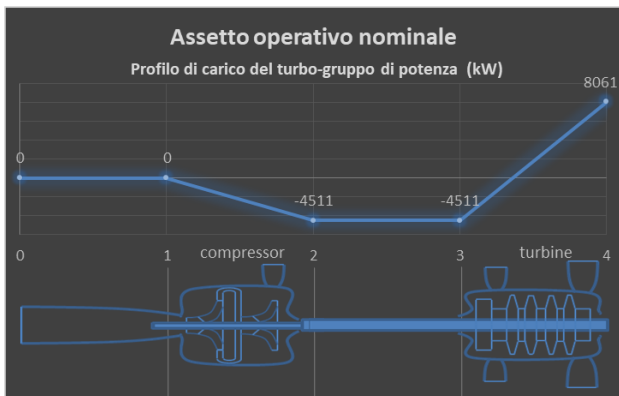 Assetto operativo nominale
Profilo di carico del turbo-gruppo di potenza (kW)
8061
0 0
-4511 -4511
0 1 compressor 2 3 turbine 4